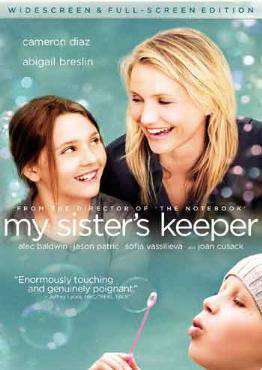 WIDESCREEN & FULL-SCREEN EDITION
cameron diaz
abigail breslin
FROM THE DIRECTOR OF 'THE NOTEBOOK'
my sister's keeper
alec baldwin jason patric sofia vassilieva and joan cusack
"Enormously touching
and genuinely poignant."